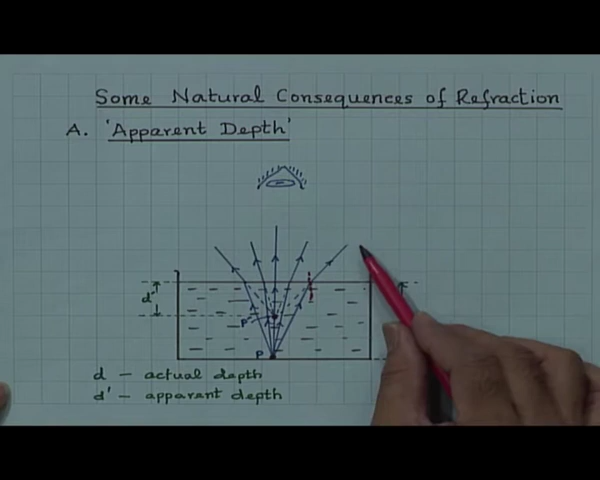 Some Natural Consequences of Refraction
A. 'Apparent Depth'
d'
P'
P
d - actual depth
d' - apparent depth